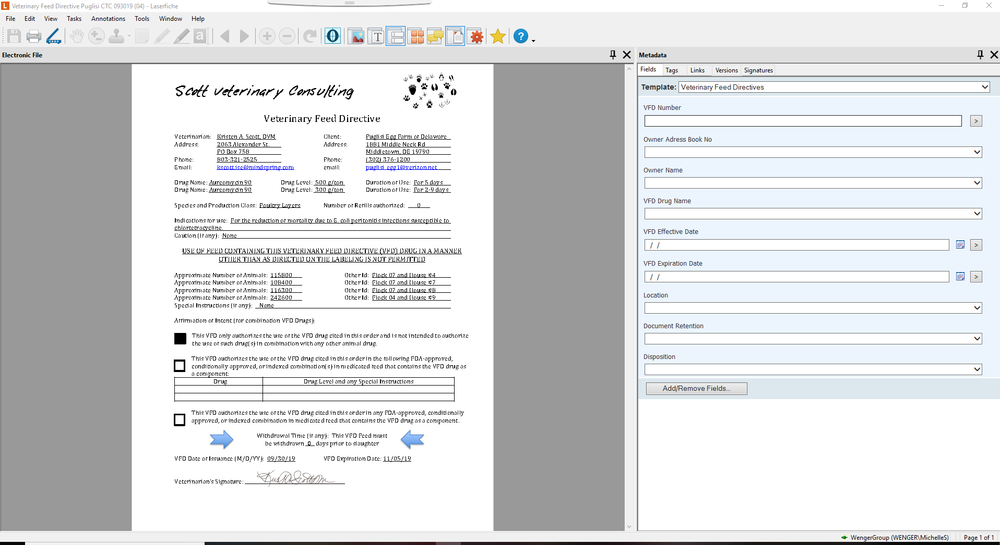 Veterinary Feed Directive Puglisi CTC 093019 (04) - Laserfiche
File Edit View Tasks Annotations Tools Window Help
Electronic File
Scott Veterinary Consulting
Veterinary Feed Directive
Veterinarian: Kristen A. Scott, DVM Client: Puglisi Egg Farm of Delaware
Address: 2063 Alexander St. Address: 1881 Middle Neck Rd
PO Box 758 Middletown, DE 19790
Phone: 803-321-2525 Phone: (302) 376-1200
Email: kscott.ise@mindspring.com email: puglisi_egg1@verizon.net
Drug Name: Aureomycin 90 Drug Level: 500 g/ton Duration of Use: For 5 days
Drug Name: Aureomycin 90 Drug Level: 300 g/ton Duration of Use: For 2-9 days
Species and Production Class: Poultry Layers Number of Refills authorized: 0
Indications for use: For the reduction of mortality due to E. coli peritonitis infections susceptible to
chlortetracycline.
Caution (if any): None
USE OF FEED CONTAINING THIS VETERINARY FEED DIRECTIVE (VFD) DRUG IN A MANNER
OTHER THAN AS DIRECTED ON THE LABELING IS NOT PERMITTED
Approximate Number of Animals: 115800 Other Id: Flock 07 and House #4
Approximate Number of Animals: 108400 Other Id: Flock 07 and House #7
Approximate Number of Animals: 116300 Other Id: Flock 07 and House #8
Approximate Number of Animals: 242600 Other Id: Flock 04 and House #9
Special Instructions (if any): None
Affirmation of Intent (for combination VFD Drugs):
This VFD only authorizes the use of the VFD drug cited in this order and is not intended to authorize
the use of such drug(s) in combination with any other animal drug.
This VFD authorizes the use of the VFD drug cited in this order in the following FDA-approved,
conditionally approved, or indexed combination(s) in medicated feed that contains the VFD drug as
a component:
Drug Drug Level and any Special Instructions
This VFD authorizes the use of the VFD drug cited in this order in any FDA-approved, conditionally
approved, or indexed combination in medicated feed that contains the VFD drug as a component.
Withdrawal Time (if any): This VFD Feed must
be withdrawn 0 days prior to slaughter
VFD Date of Issuance (M/D/YY): 09/30/19 VFD Expiration Date: 11/05/19
Veterinarian's Signature:
Metadata
Fields Tags Links Versions Signatures
Template: Veterinary Feed Directives
VFD Number
>
Owner Adress Book No
Owner Name
VFD Drug Name
VFD Effective Date
/ / >
VFD Expiration Date
/ / >
Location
Document Retention
Disposition
Add/Remove Fields...
WengerGroup (WENGER\MichelleS) Page 1 of 1